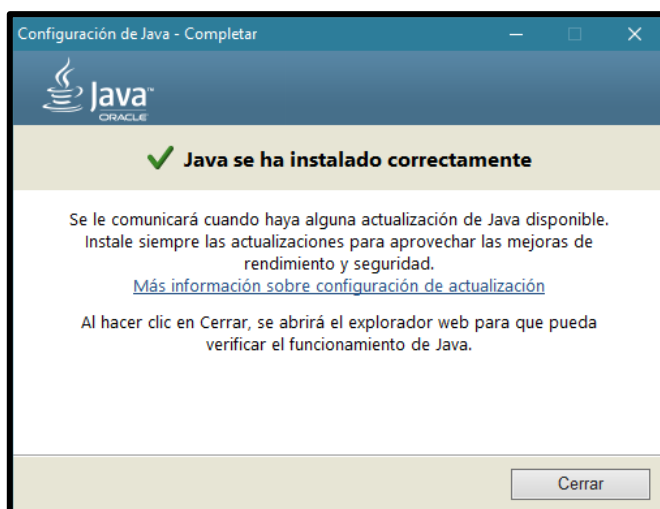 Configuración de Java - Completar
Java™
ORACLE
Java se ha instalado correctamente
Se le comunicará cuando haya alguna actualización de Java disponible.
Instale siempre las actualizaciones para aprovechar las mejoras de
rendimiento y seguridad.
Más información sobre configuración de actualización
Al hacer clic en Cerrar, se abrirá el explorador web para que pueda
verificar el funcionamiento de Java.
Cerrar